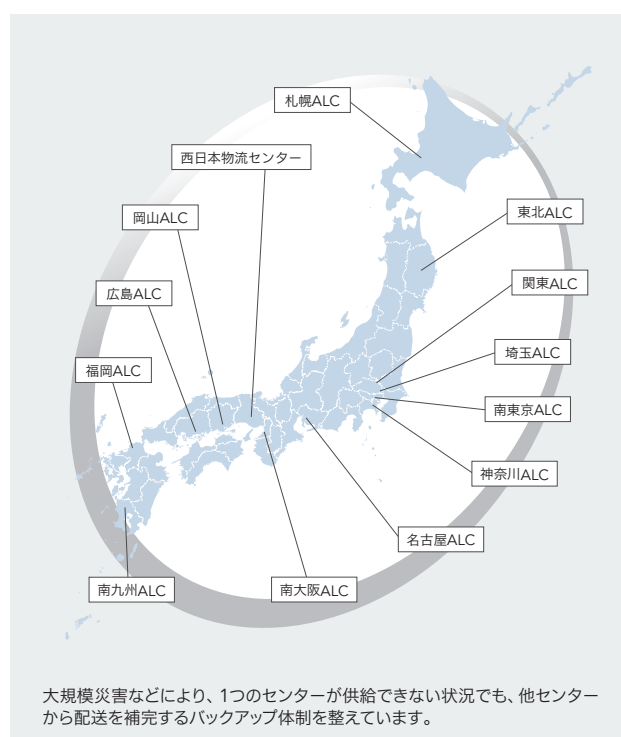 札幌ALC
西日本物流センター
岡山ALC
東北ALC
関東ALC
広島ALC
埼玉ALC
福岡ALC
南東京ALC
神奈川ALC
名古屋ALC
南九州ALC
南大阪ALC
大規模災害などにより、1つのセンターが供給できない状況でも、他センター
から配送を補完するバックアップ体制を整えています。